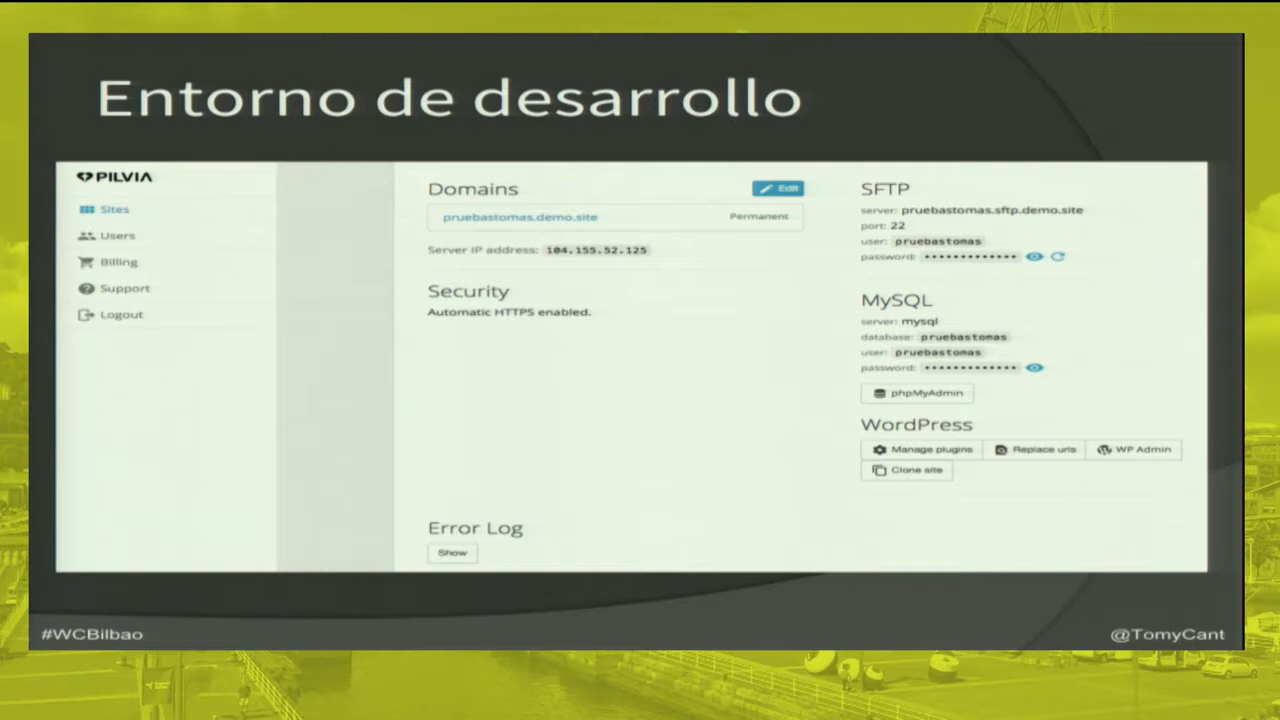 Entorno de desarrollo
PILVIA
Sites
Users
Billing
Support
Logout
Domains
Edit
pruebastomas.demo.site
Permanent
Server IP address: 104.155.52.125
Security
Automatic HTTPS enabled.
Error Log
Show
SFTP
server: pruebastomas.sftp.demo.site
port: 22
user: pruebastomas
password: •••••••••••••
MySQL
server: mysql
database: pruebastomas
user: pruebastomas
password: •••••••••••••
phpMyAdmin
WordPress
Manage plugins
Replace urls
WP Admin
Clone site
#WCBilbao
@TomyCant